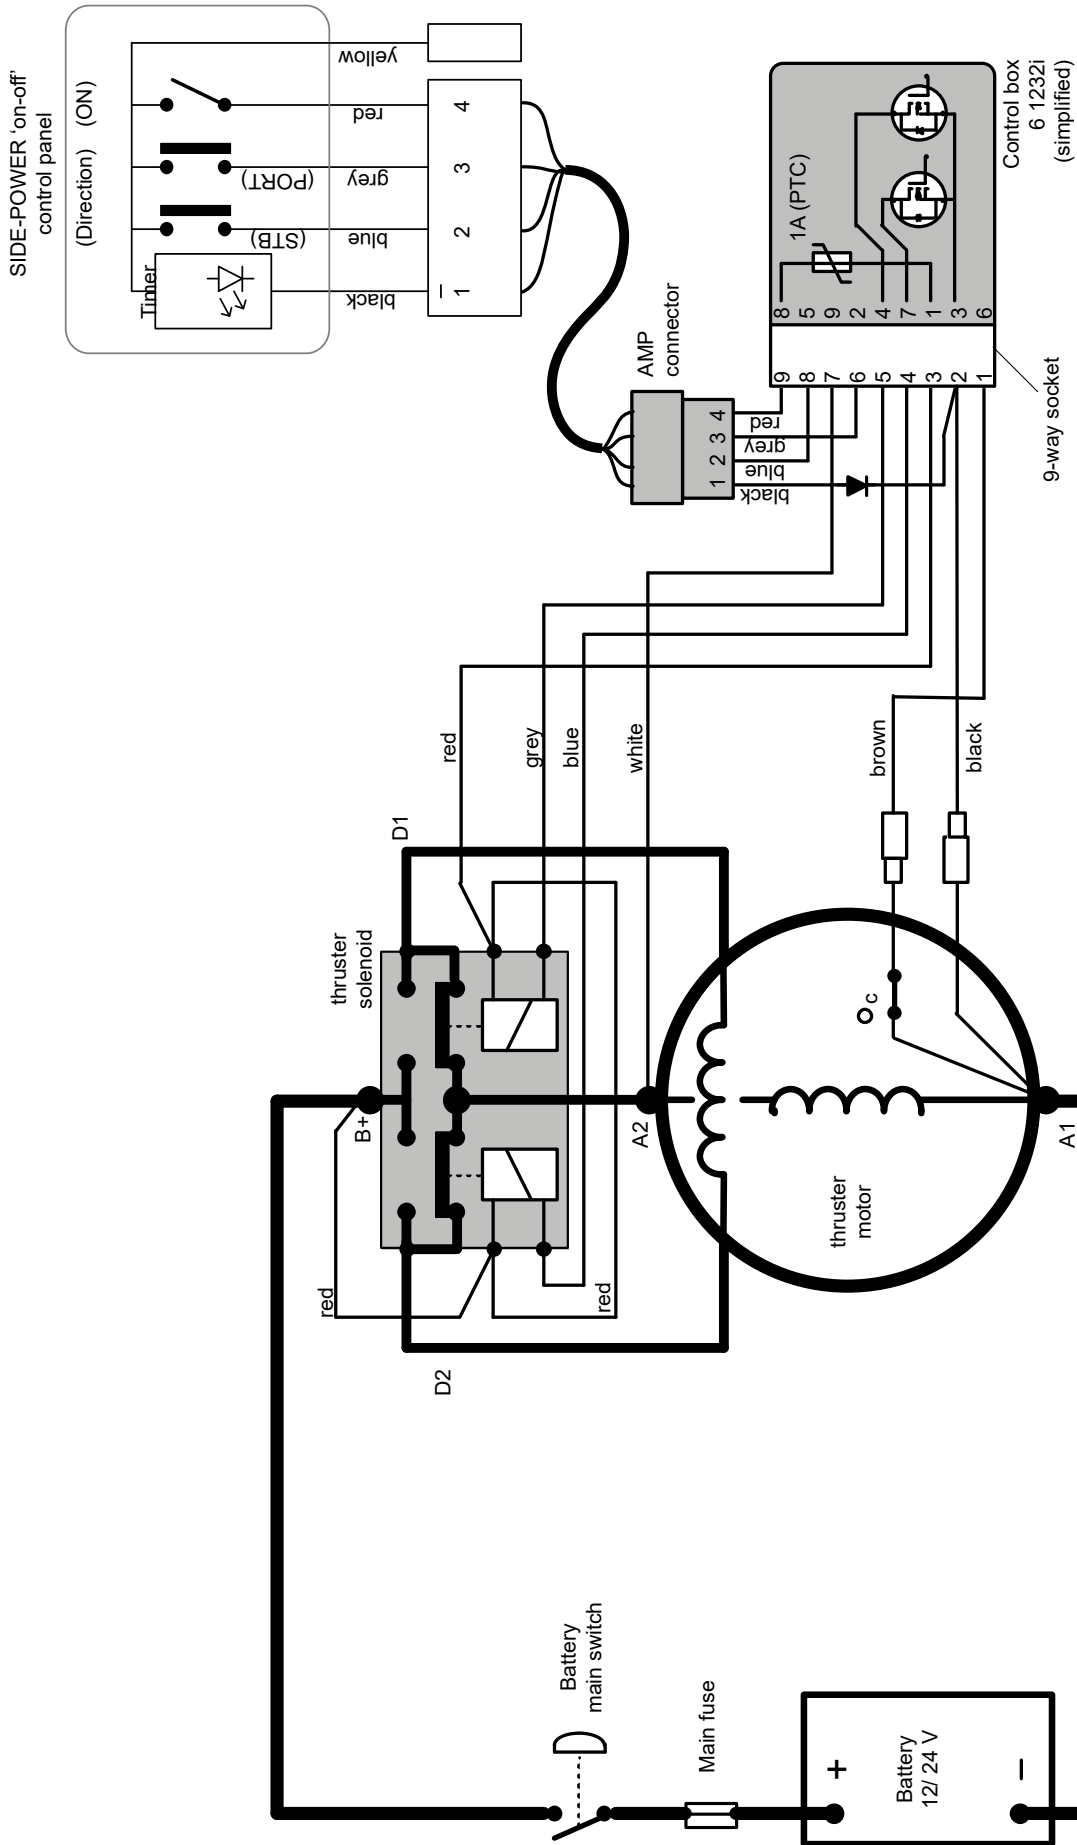 SIDE-POWER 'on-off'
control panel
(Direction)
(ON)
Timer
(STB)
(PORT)
black
blue
grey
red
yellow
–
1
2
3
4
AMP
connector
1
2
3
4
black
blue
grey
red
Control box
6 1232i
(simplified)
1A (PTC)
8
5
9
2
4
7
1
3
6
9
8
7
6
5
4
3
2
1
9-way socket
red
grey
blue
white
brown
black
D1
thruster
solenoid
B+
A2
red
red
D2
°c
thruster
motor
A1
Battery
main switch
Main fuse
+
Battery
12/ 24 V
–